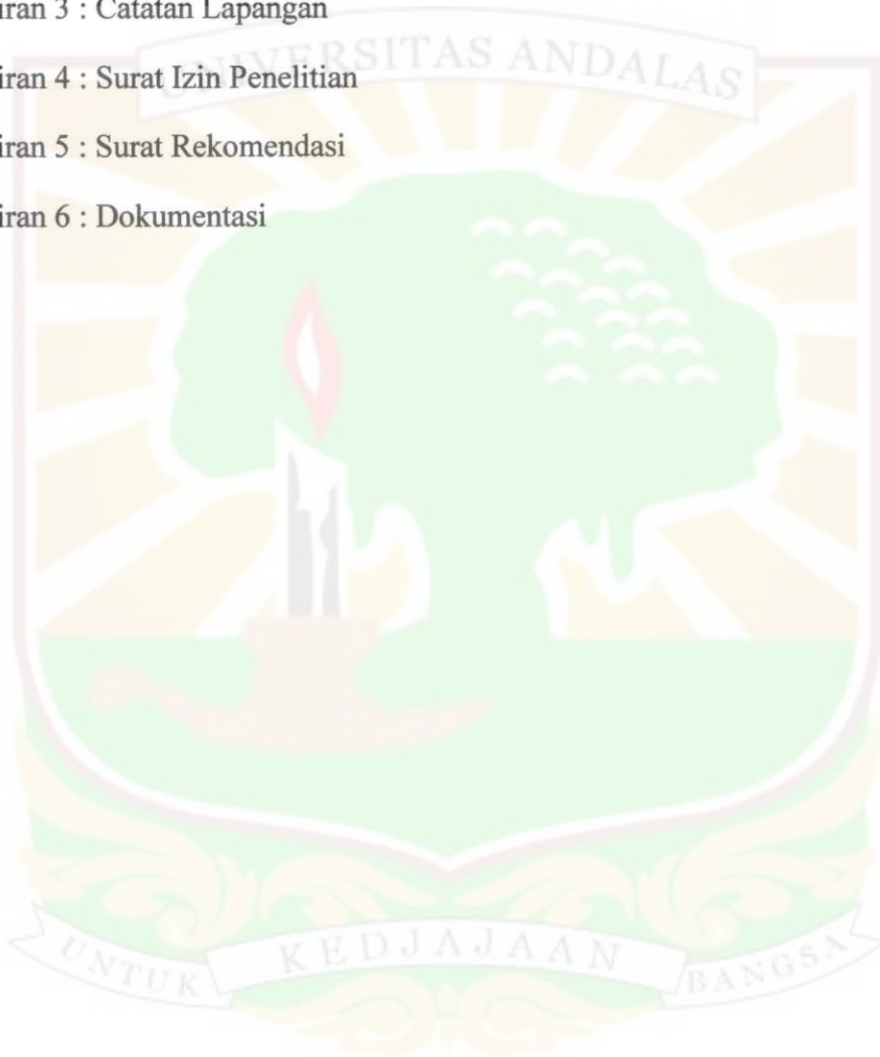 iran 3 : Catatan Lapangan
UNIVERSITAS ANDALAS
iran 4 : Surat Izin Penelitian
iran 5 : Surat Rekomendasi
iran 6 : Dokumentasi
UNTUK KEDJAJAAN BANGSA